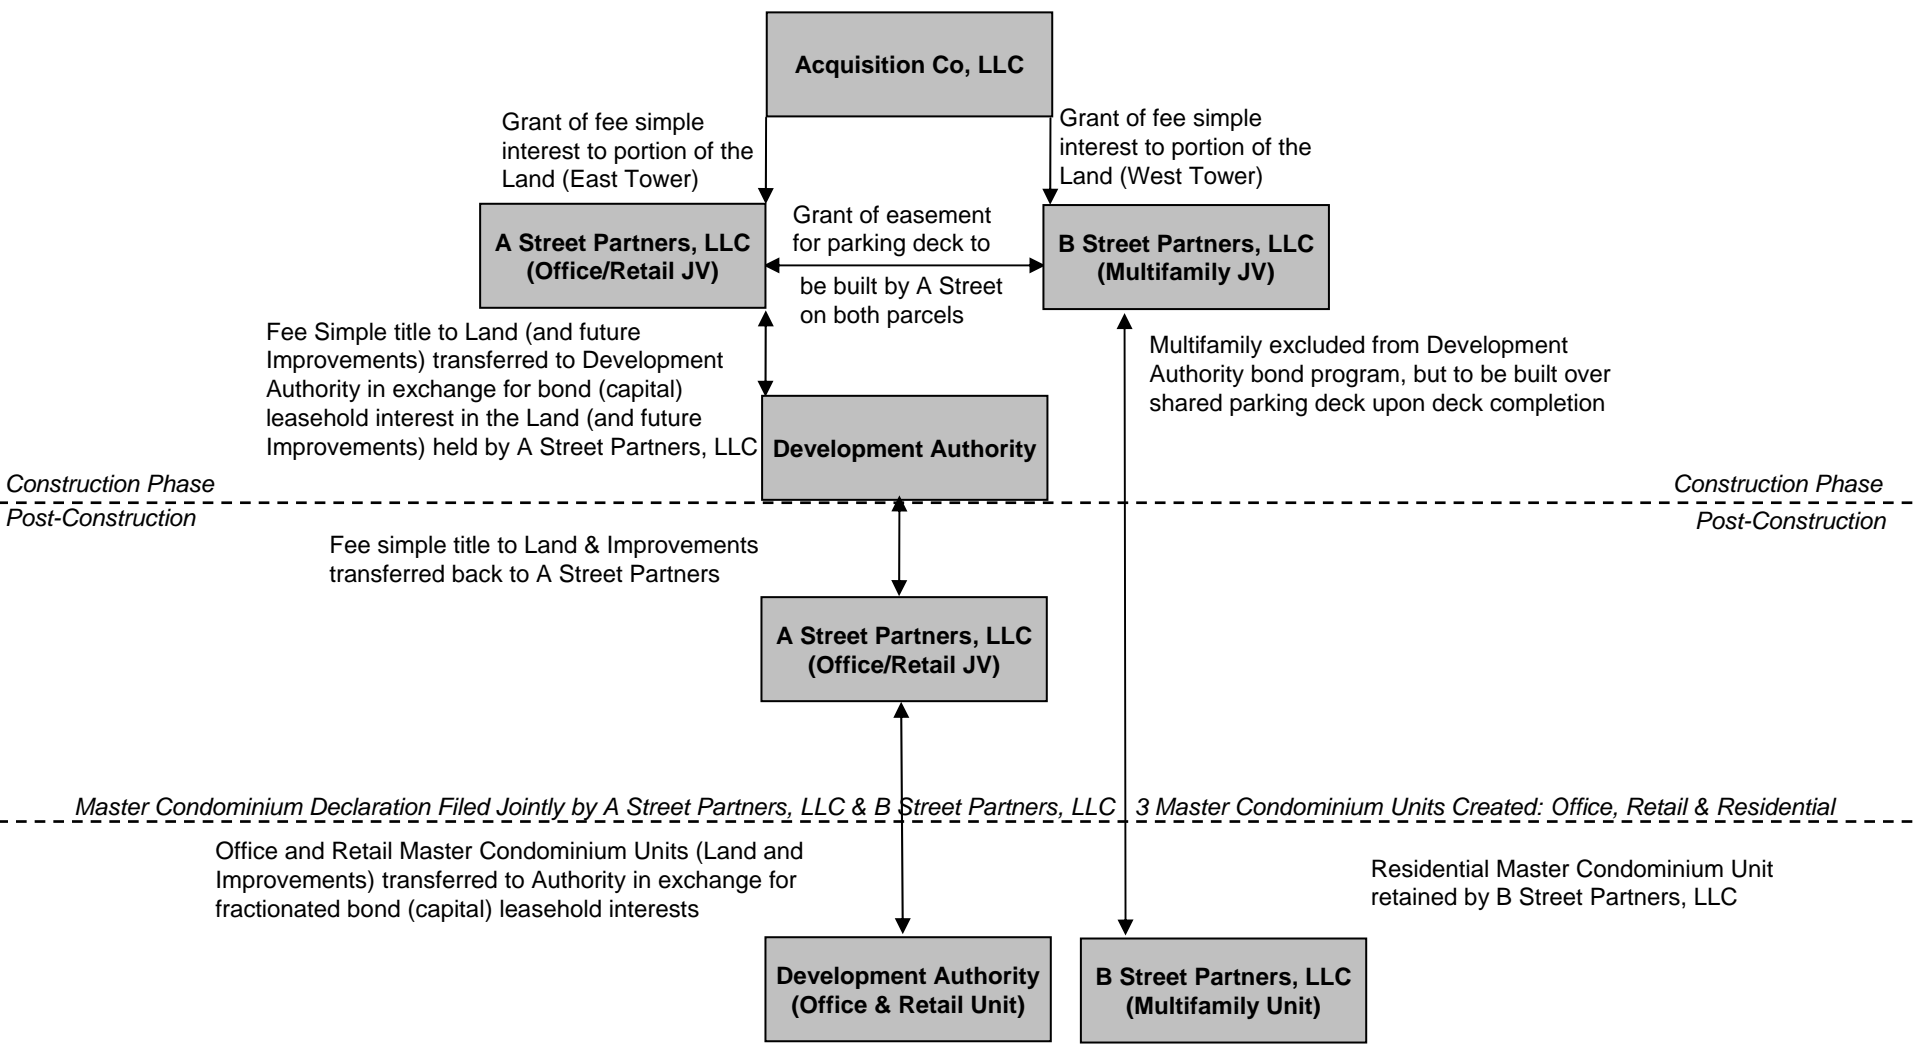 Acquisition Co, LLC
Grant of fee simple
interest to portion of the
Land (East Tower)
Grant of fee simple
interest to portion of the
Land (West Tower)
A Street Partners, LLC
(Office/Retail JV)
Grant of easement
for parking deck to
be built by A Street
on both parcels
B Street Partners, LLC
(Multifamily JV)
Fee Simple title to Land (and future
Improvements) transferred to Development
Authority in exchange for bond (capital)
leasehold interest in the Land (and future
Improvements) held by A Street Partners, LLC
Multifamily excluded from Development
Authority bond program, but to be built over
shared parking deck upon deck completion
Development Authority
Construction Phase
Construction Phase
Post-Construction
Post-Construction
Fee simple title to Land & Improvements
transferred back to A Street Partners
A Street Partners, LLC
(Office/Retail JV)
Master Condominium Declaration Filed Jointly by A Street Partners, LLC & B Street Partners, LLC 3 Master Condominium Units Created: Office, Retail & Residential
Office and Retail Master Condominium Units (Land and
Improvements) transferred to Authority in exchange for
fractionated bond (capital) leasehold interests
Residential Master Condominium Unit
retained by B Street Partners, LLC
Development Authority
(Office & Retail Unit)
B Street Partners, LLC
(Multifamily Unit)